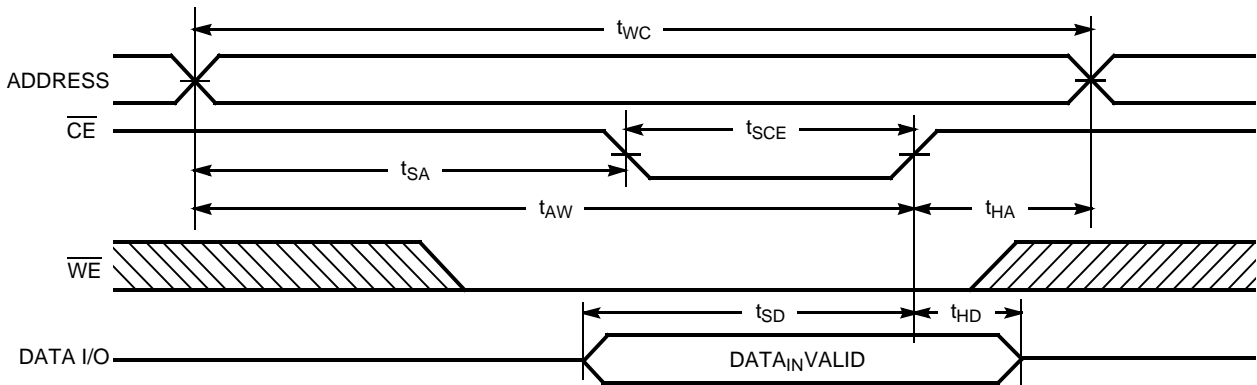 tWC
ADDRESS
CE
tSCE
tSA
tAW
tHA
WE
tSD
tHD
DATA I/O
DATAINVALID